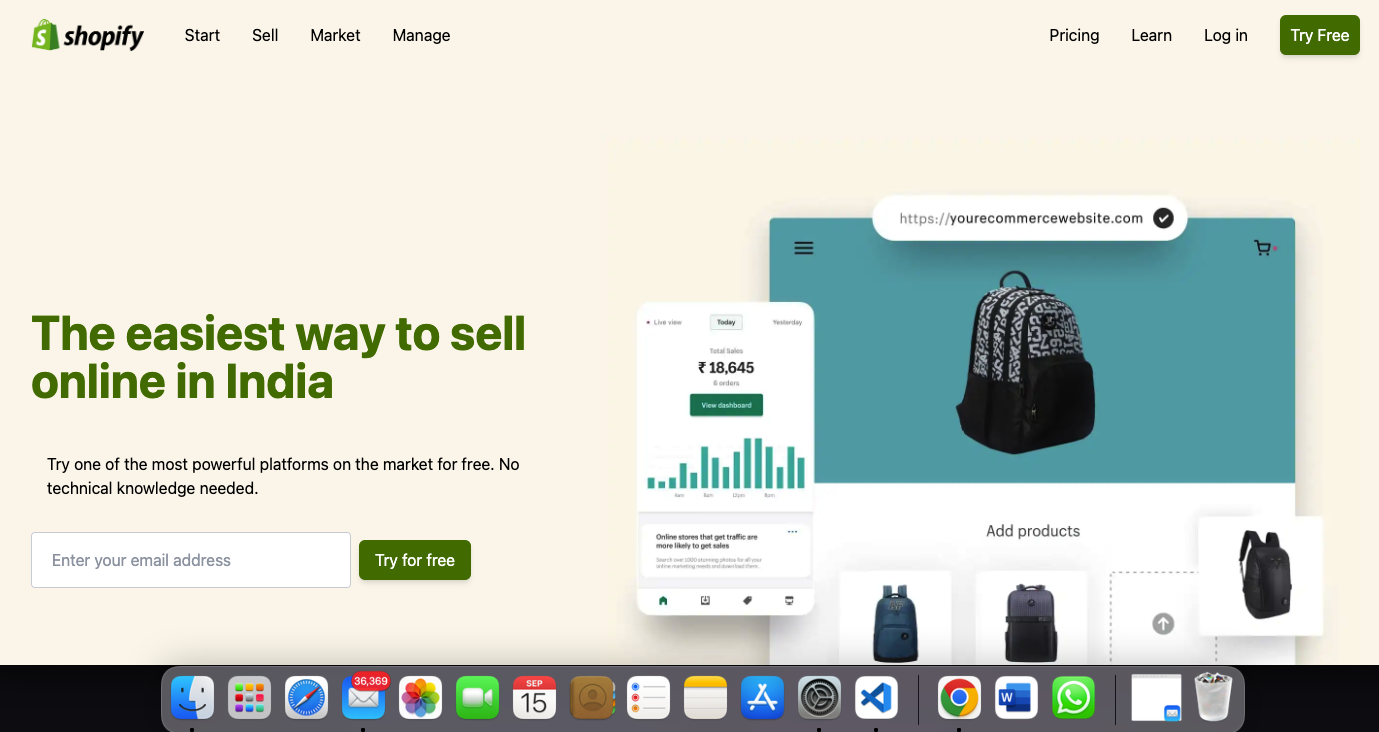 shopify
Start
Sell
Market
Manage
Pricing
Learn
Log in
Try Free
https://yourecommercewebsite.com
The easiest way to sell
online in India
Try one of the most powerful platforms on the market for free. No
technical knowledge needed.
Enter your email address
Try for free
Live view
Today
Yesterday
Total Sales
₹ 18,645
6 orders
View dashboard
4am
8am
12pm
8pm
Online stores that get traffic are
more likely to get sales
Search over 1000 stunning photos for all your
online marketing needs and download them.
Add products
36,369
SEP
15
W